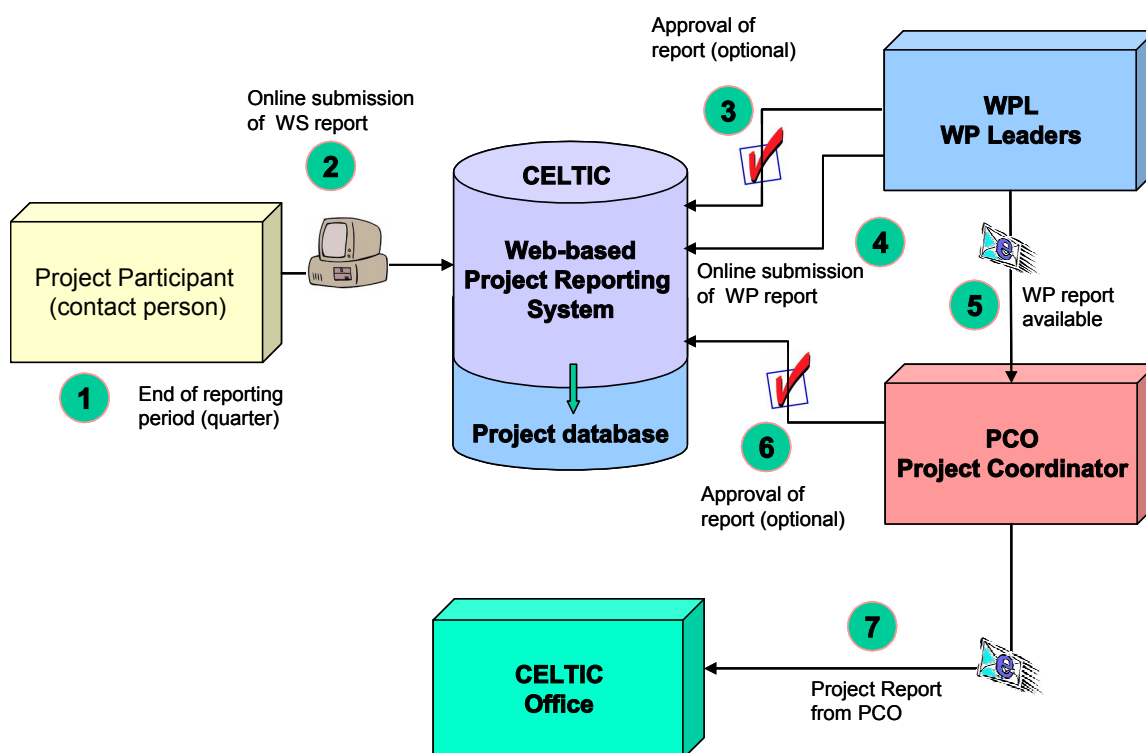 Approval of
report (optional)
3
WPL
WP Leaders
Online submission
of WS report
2
CELTIC
Web-based
Project Reporting
System
Project database
Project Participant
(contact person)
1
End of reporting
period (quarter)
4
Online submission
of WP report
e
5
WP report
available
6
Approval of
report (optional)
PCO
Project Coordinator
7
e
Project Report
from PCO
CELTIC
Office